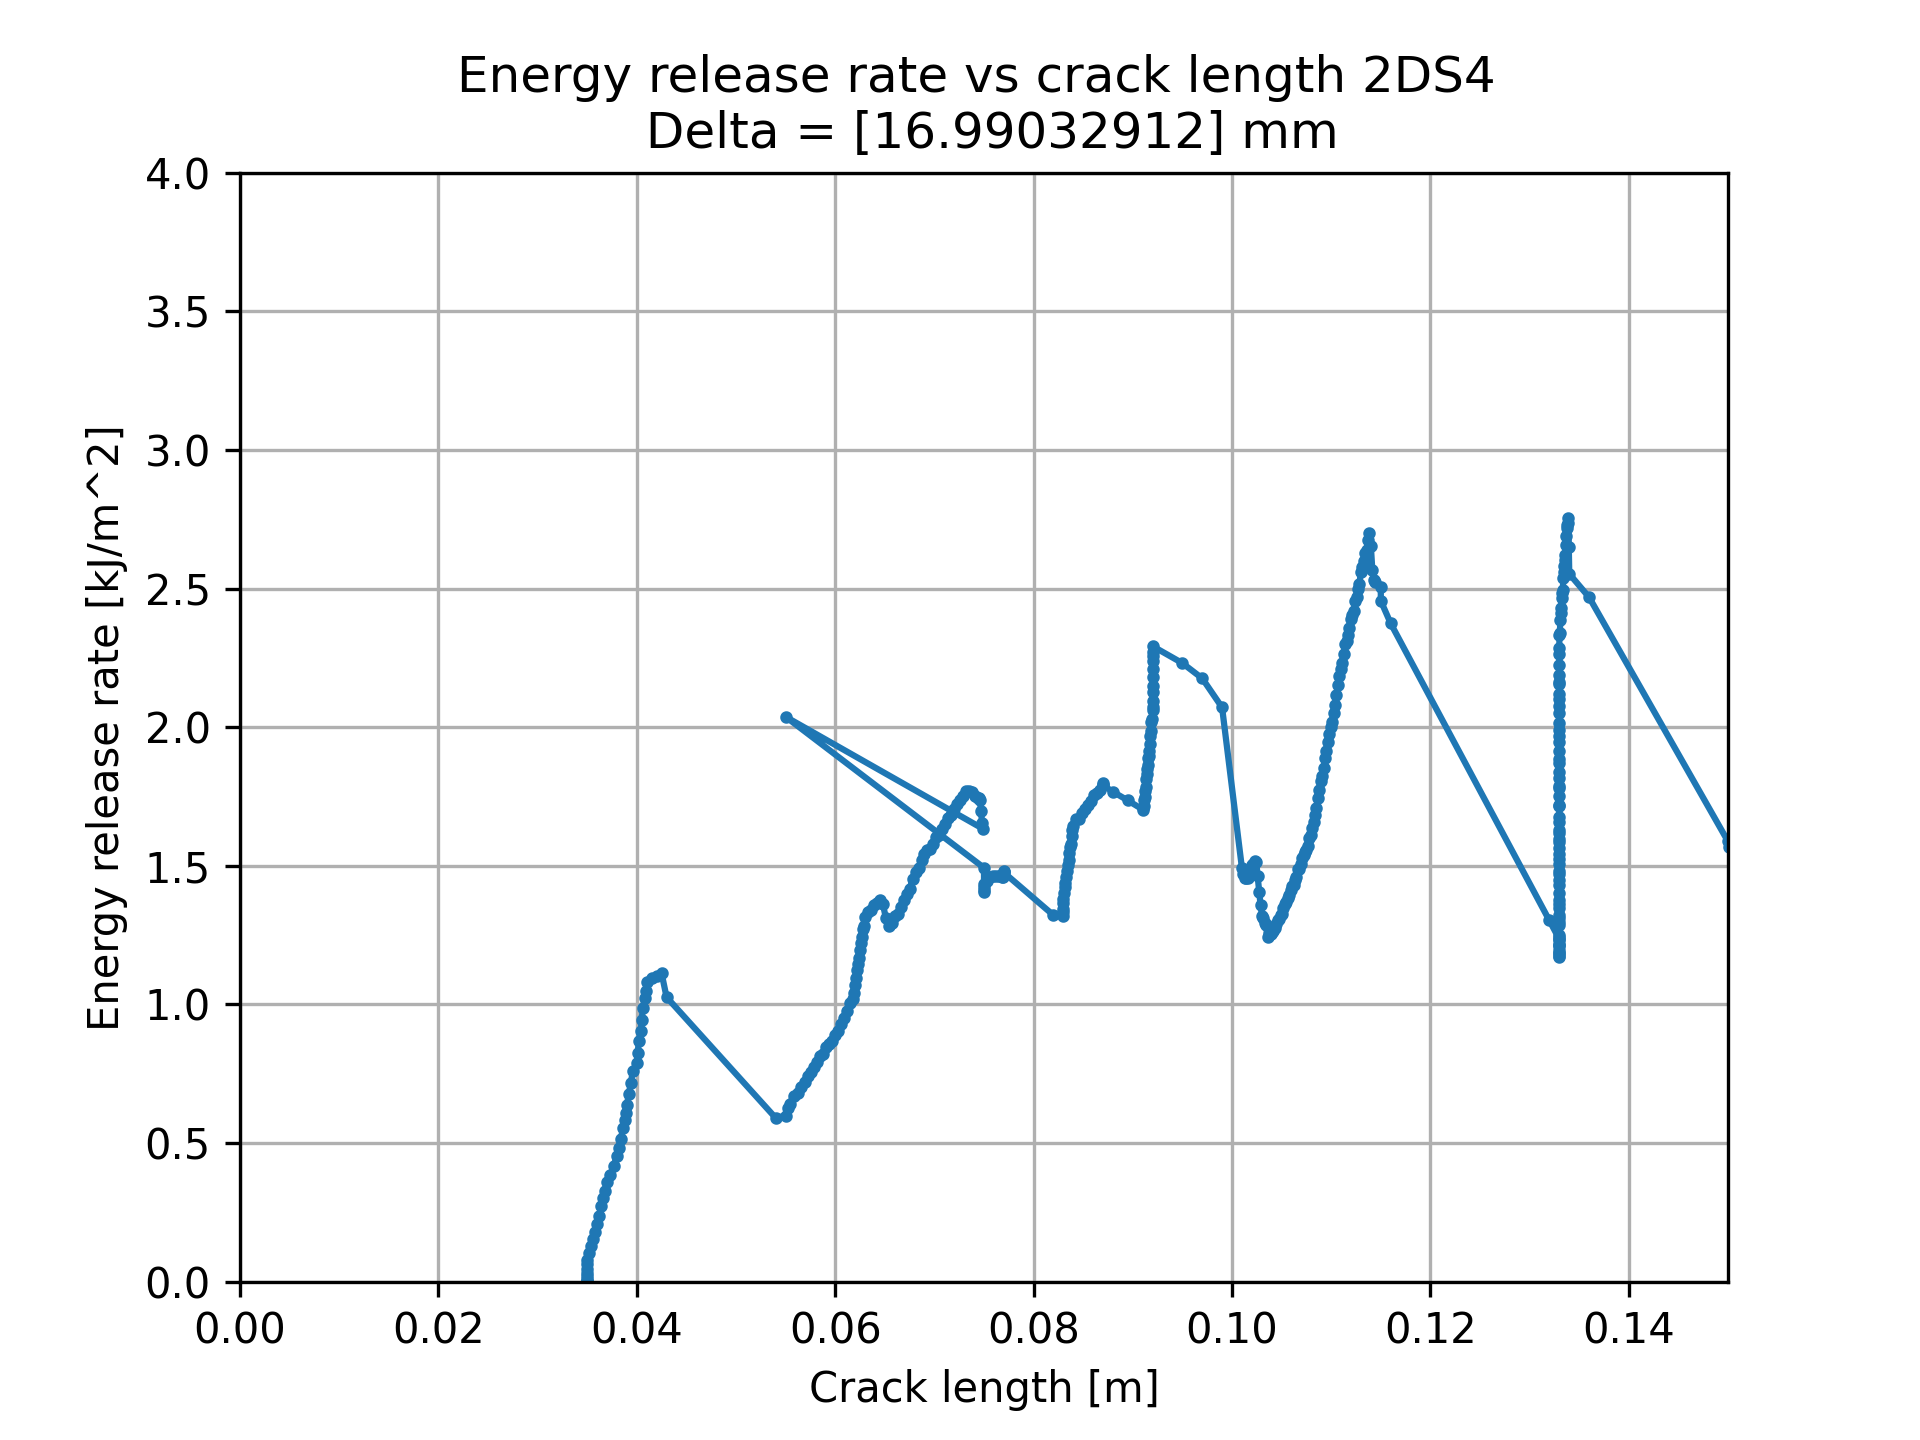 Energy release rate vs crack length 2DS4
Delta = [16.99032912] mm
4.0
3.5
3.0
2.5
2.0
1.5
1.0
0.5
0.0
Energy release rate [kJ/m^2]
0.00 0.02 0.04 0.06 0.08 0.10 0.12 0.14
Crack length [m]